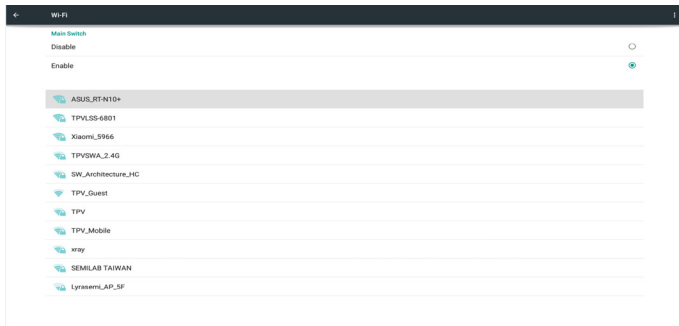 Wi-Fi
Main Switch
Disable
Enable
ASUS_RT-N10+
TPVLSS-6801
Xiaomi_5966
TPVSWA_2.4G
SW_Architecture_HC
TPV_Guest
TPV
TPV_Mobile
xray
SEMILAB TAIWAN
Lyrasemi_AP_5F